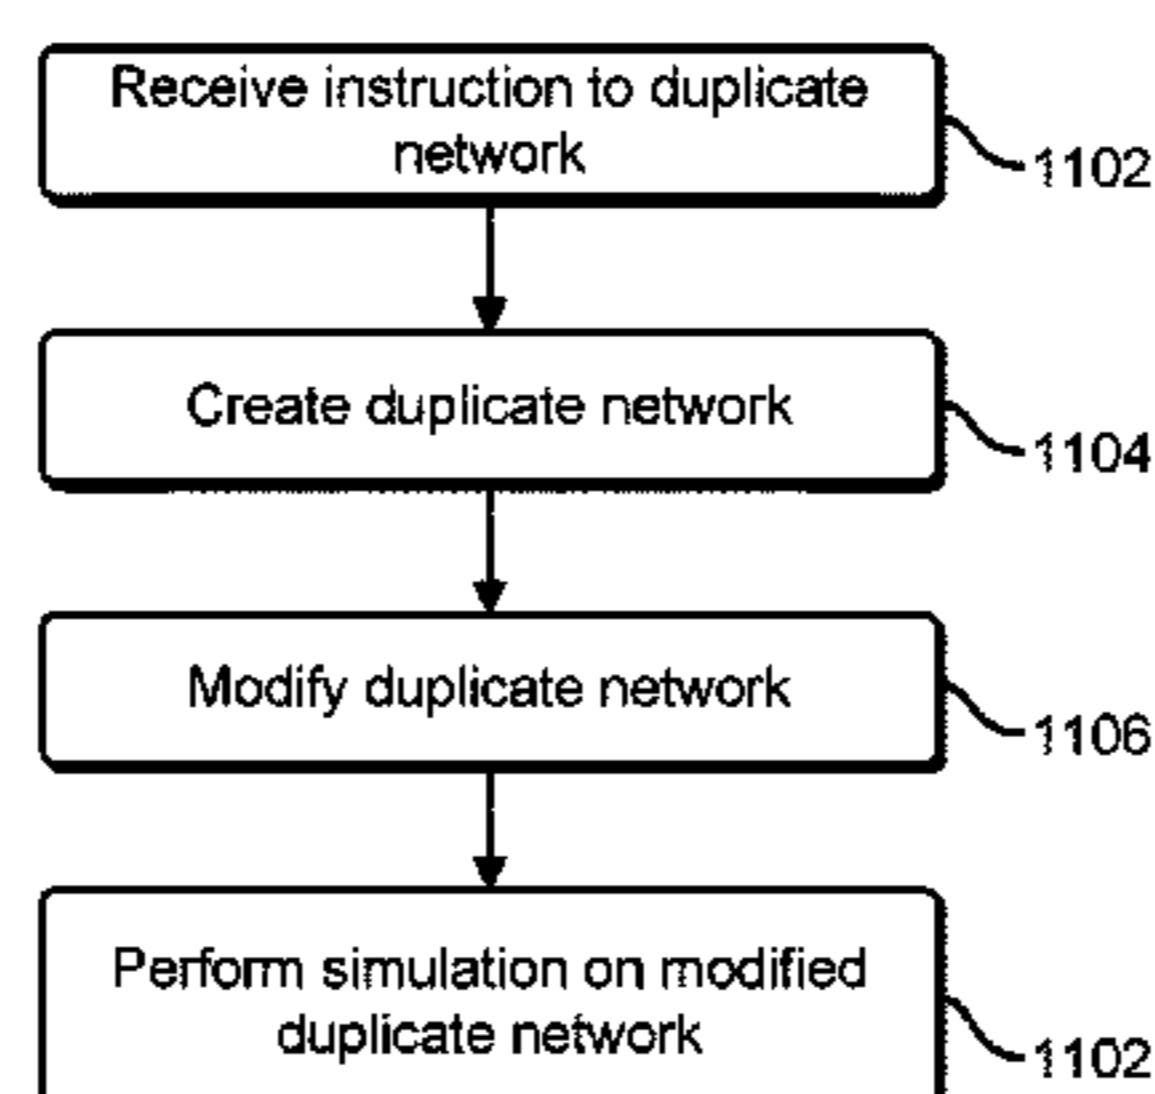 Receive instruction to duplicate
network
1102
Create duplicate network
1104
Modify duplicate network
1106
Perform simulation on modified
duplicate network
1102